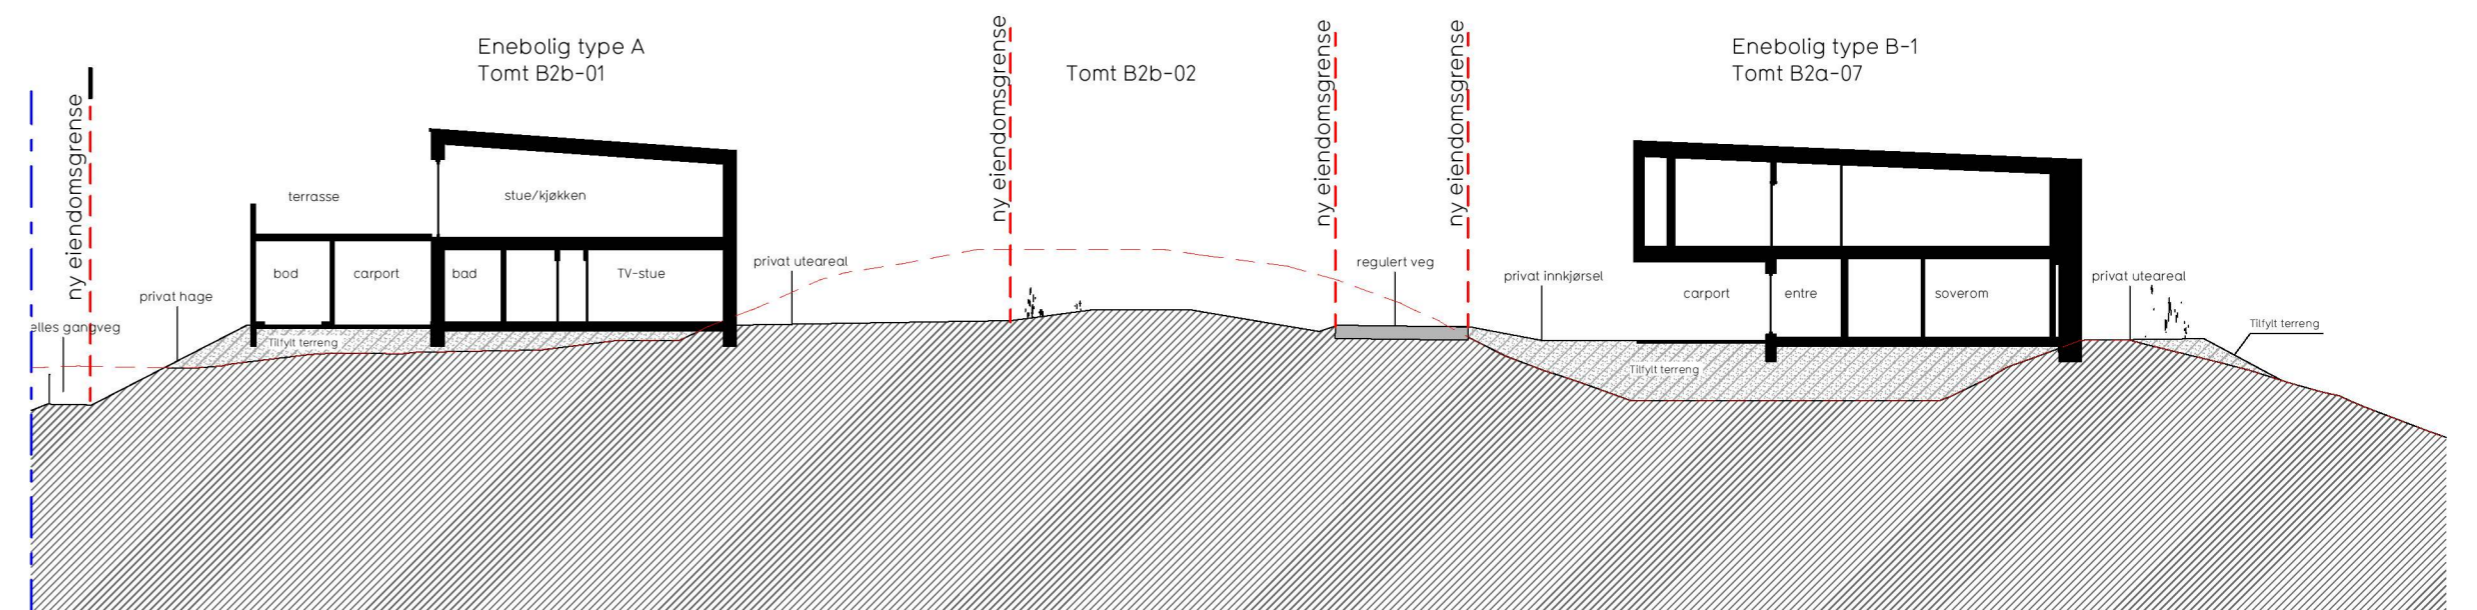 Enebolig type A
Tomt B2b-01
Tomt B2b-02
Enebolig type B-1
Tomt B2a-07
ny eiendomsgrense
ny eiendomsgrense
ny eiendomsgrense
ny eiendomsgrense
terrasse
stue/kjøkken
bod
carport
bad
TV-stue
privat hage
elles gangveg
Tilfylt terreng
privat uteareal
regulert veg
privat innkjørsel
carport
entre
soverom
privat uteareal
Tilfylt terreng
Tilfylt terreng